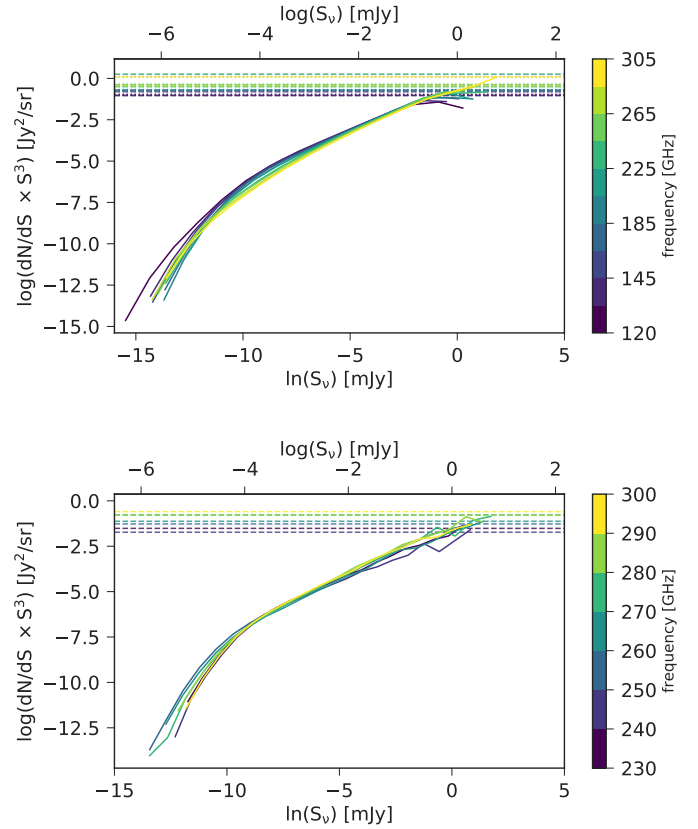 log(Sν) [mJy]
−6 −4 −2 0 2
0.0
−2.5
−5.0
−7.5
−10.0
−12.5
−15.0
log(dN/dS × S³) [Jy²/sr]
−15 −10 −5 0 5
ln(Sν) [mJy]
305
265
225
185
145
120
frequency [GHz]
log(Sν) [mJy]
−6 −4 −2 0 2
0.0
−2.5
−5.0
−7.5
−10.0
−12.5
log(dN/dS × S³) [Jy²/sr]
−15 −10 −5 0 5
ln(Sν) [mJy]
300
290
280
270
260
250
240
230
frequency [GHz]